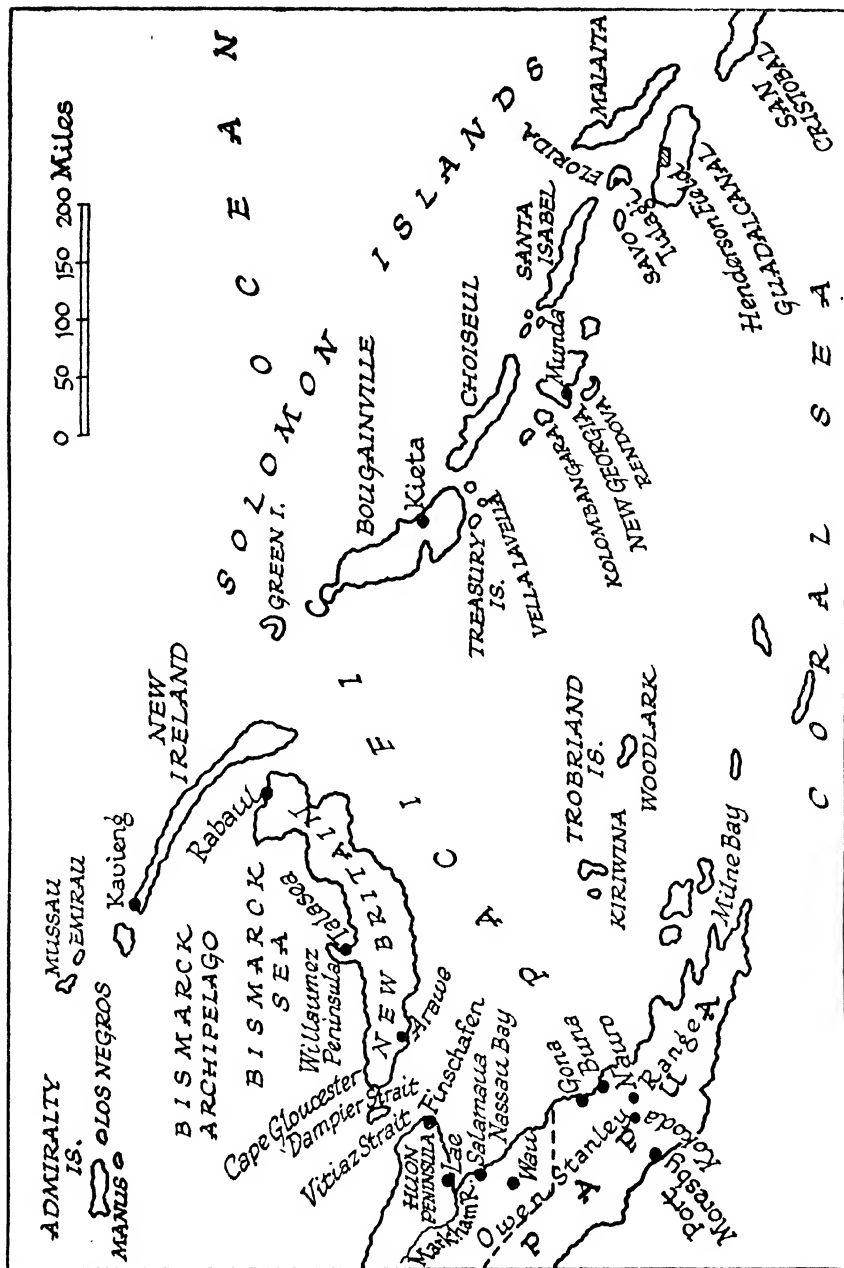 ADMIRALTY
IS.
MANUS
LOS NEGROS
MUSSAU
EMIRAU
Kavieng
NEW
IRELAND
BISMARCK
ARCHIPELAGO
BISMARCK
SEA
Rabaul
Willaumez
Peninsula
Talasea
NEW BRITAIN
Arawe
Cape Gloucester
Dampier Strait
Vitiaz Strait
Finschafen
HUON
PENINSULA
Lae
Markham R.
Salamaua
Nassau Bay
Wau
Gona
Buna
Nauro
Owen Stanley Range
PAPUA
Kokoda
Port
Moresby
Milne Bay
TROBRIAND
IS.
KIRIWINA
WOODLARK
PACIFIC OCEAN
0 50 100 150 200 Miles
SOLOMON ISLANDS
GREEN I.
BOUGAINVILLE
Kieta
TREASURY
IS.
VELLA LAVELLA
CHOISEUL
KOLOMBANGARA
NEW GEORGIA
RENDOVA
Munda
SANTA
ISABEL
FLORIDA
MALAITA
SAVO
Tulagi
Henderson Field
GUADALCANAL
SAN
CRISTOBAL
CORAL SEA